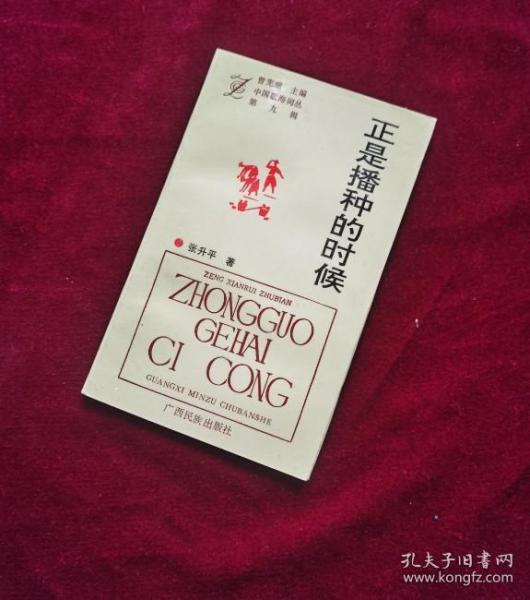 曾宪瑞 主编
中国歌海词丛
第九辑
正是播种的时候
张升平 著
ZENG XIANRUI ZHUBIAN
ZHONGGUO
GEHAI
CI CONG
GUANGXI MINZU CHUBANSHE
广西民族出版社
孔夫子旧书网
www.kongfz.com